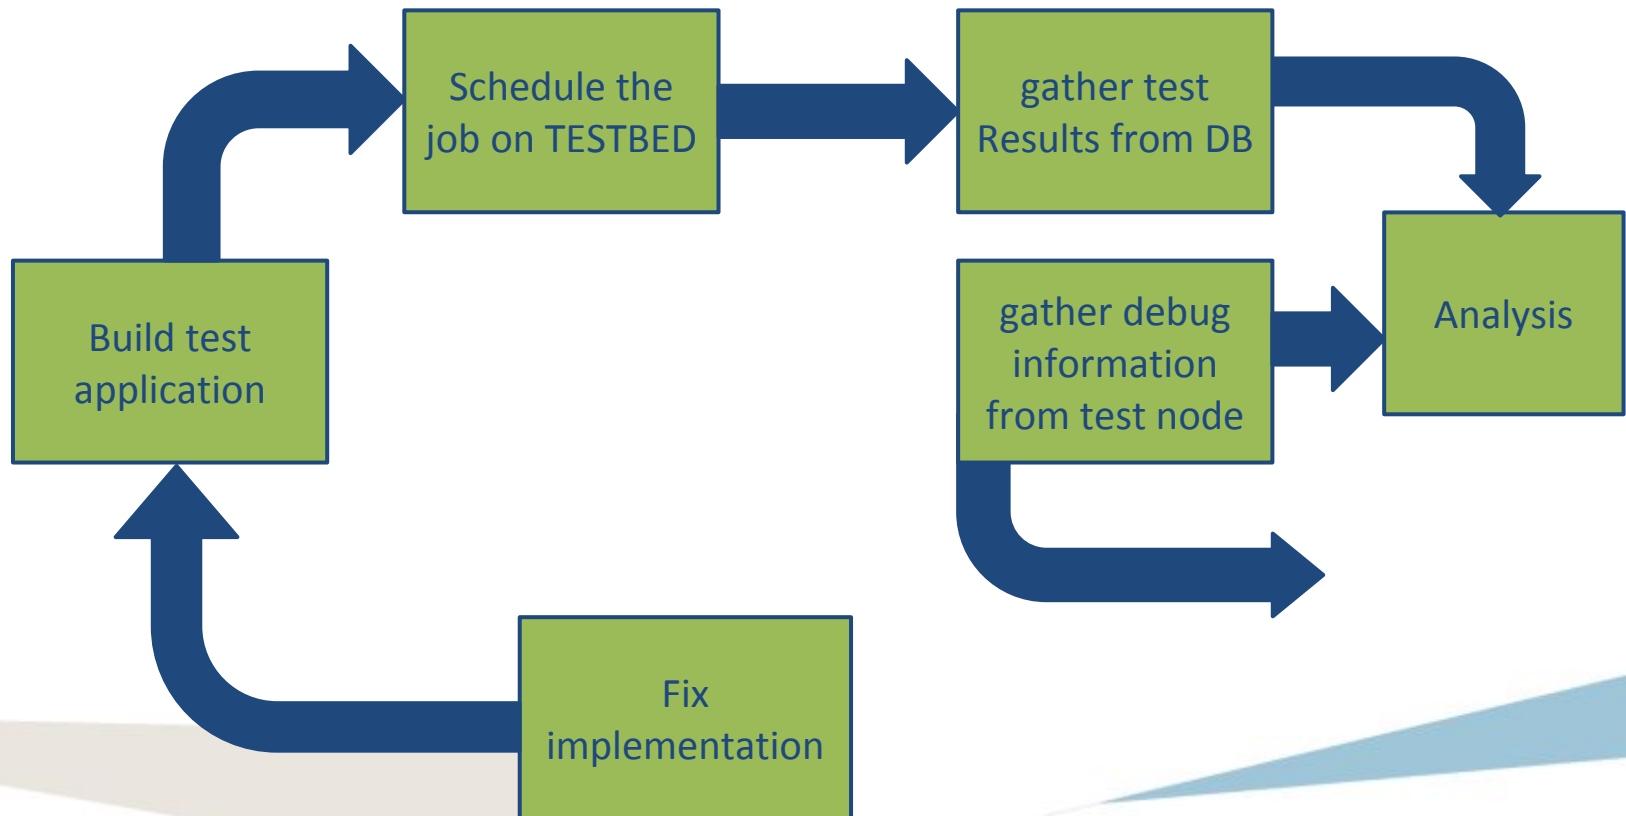 Schedule the
job on TESTBED
gather test
Results from DB
Build test
application
gather debug
information
from test node
Analysis
Fix
implementation